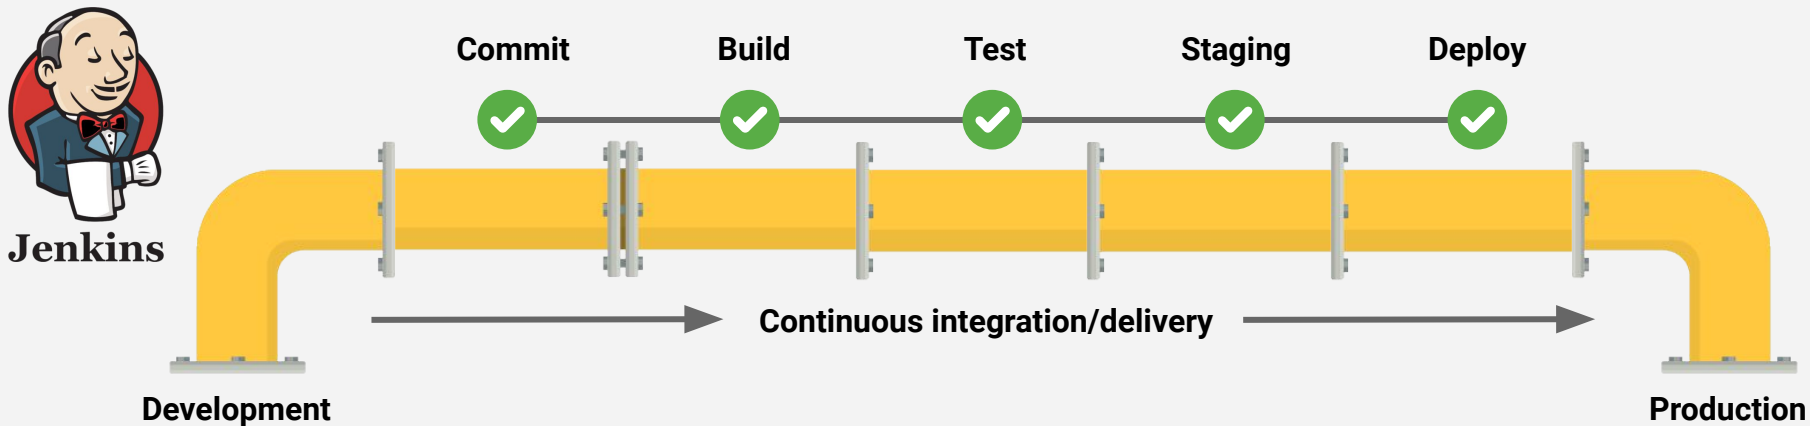 Commit
Build
Test
Staging
Deploy
Jenkins
Continuous integration/delivery
Development
Production